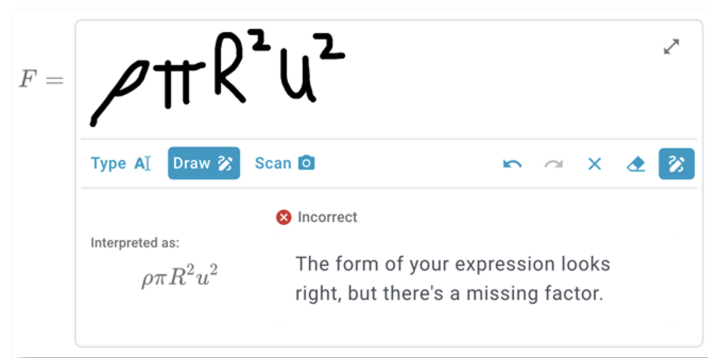 F = ρπR²u²
Type Draw Scan
Incorrect
Interpreted as:
ρπR²u²
The form of your expression looks
right, but there's a missing factor.